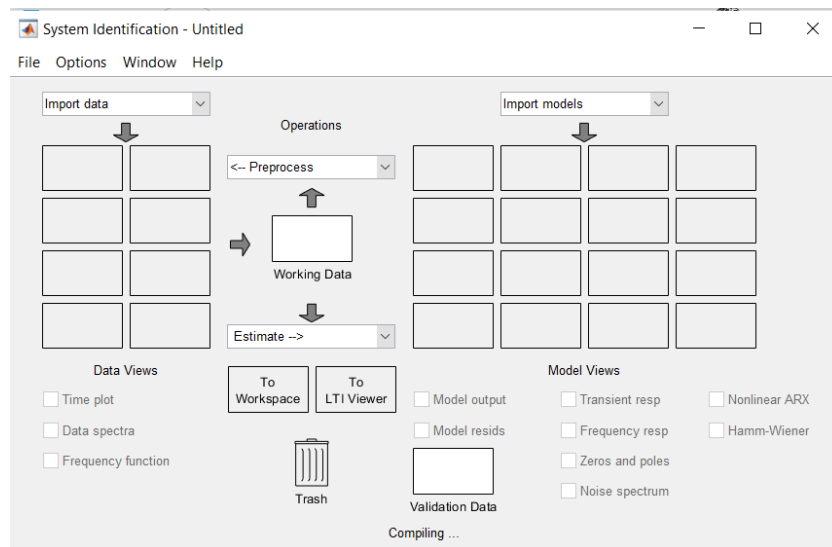 System Identification - Untitled
File Options Window Help
Import data
Import models
Operations
<-- Preprocess
Working Data
Estimate -->
Data Views
Model Views
To
Workspace
To
LTI Viewer
Time plot
Data spectra
Frequency function
Model output
Model resids
Transient resp
Frequency resp
Zeros and poles
Noise spectrum
Nonlinear ARX
Hamm-Wiener
Trash
Validation Data
Compiling ...